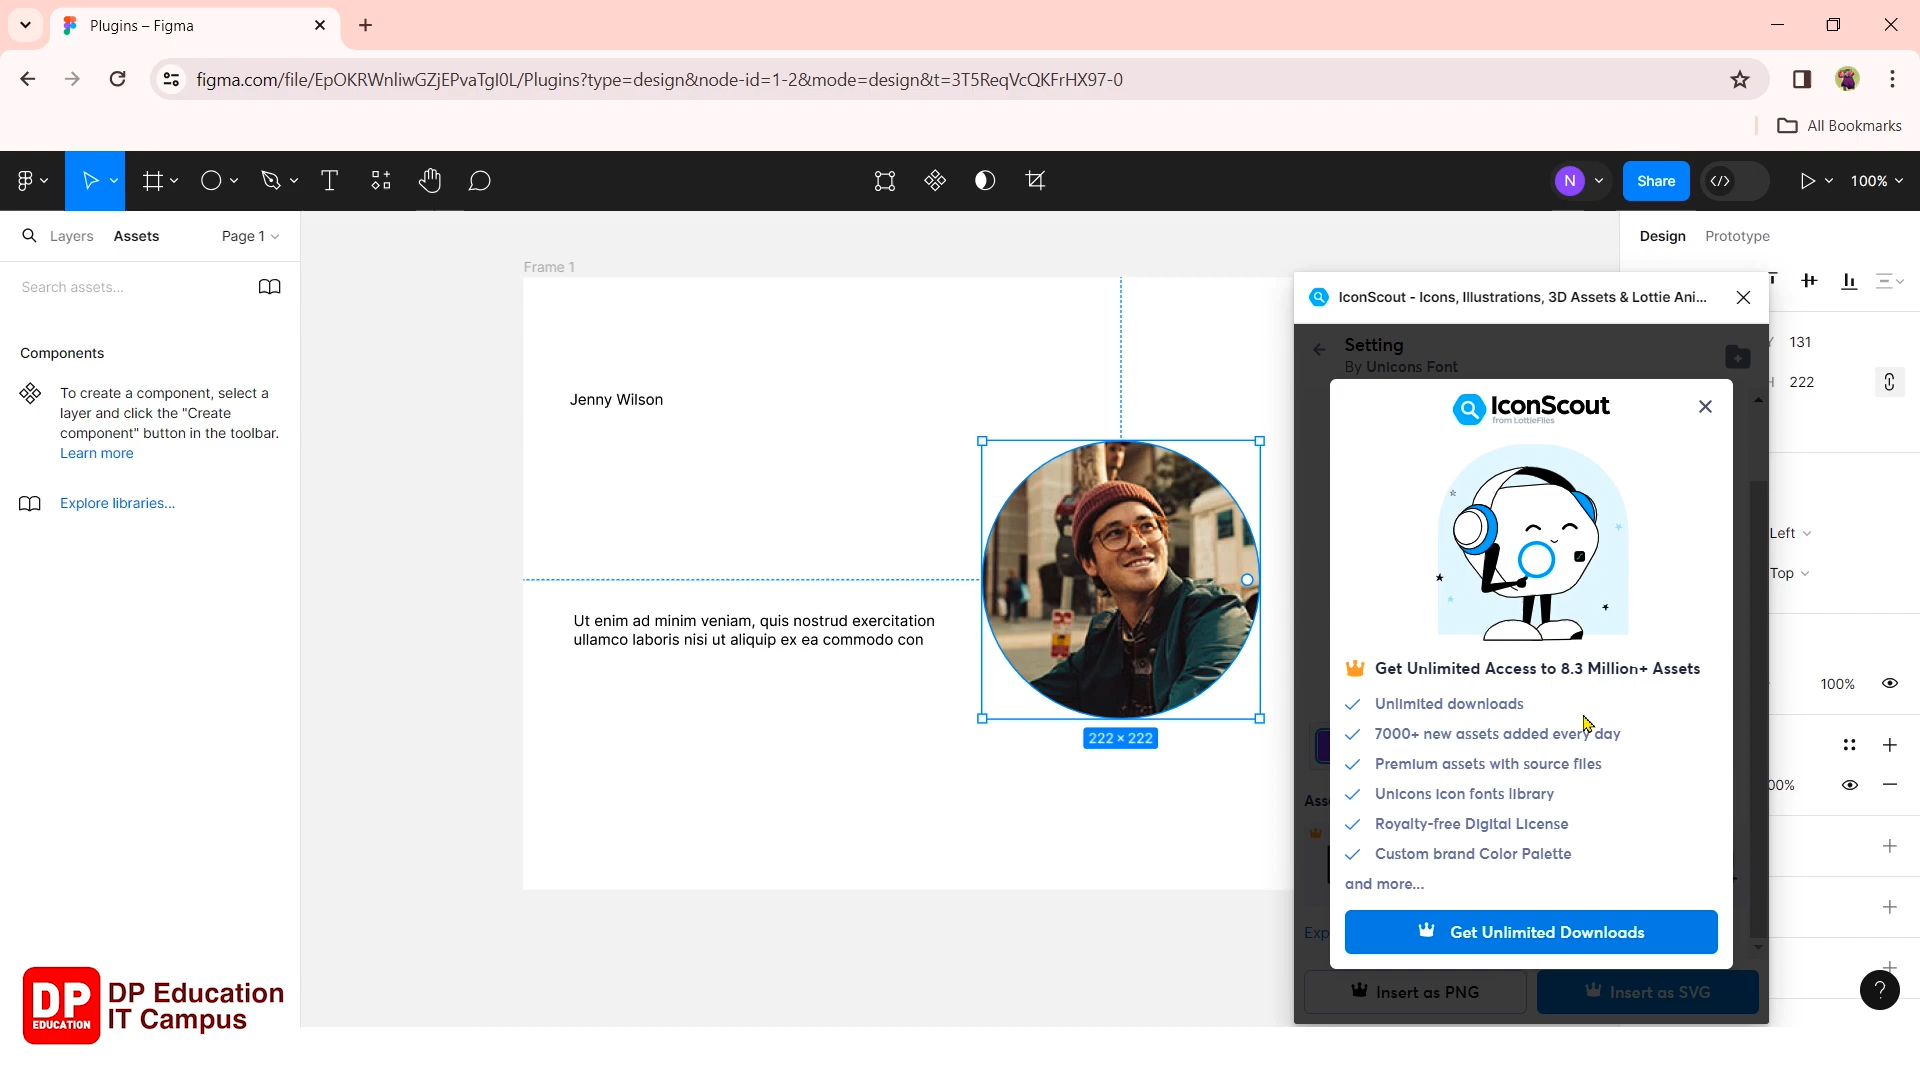 Plugins – Figma
figma.com/file/EpOKRWnliwGZjEPvaTgI0L/Plugins?type=design&node-id=1-2&mode=design&t=3T5ReqVcQKFrHX97-0
All Bookmarks
N
Share
100%
Layers Assets Page 1
Design Prototype
Search assets...
Frame 1
IconScout - Icons, Illustrations, 3D Assets & Lottie Ani...
Setting
By Unicons Font
Y 131
H 222
Components
To create a component, select a
layer and click the "Create
component" button in the toolbar.
Learn more
Explore libraries...
Jenny Wilson
Ut enim ad minim veniam, quis nostrud exercitation
ullamco laboris nisi ut aliquip ex ea commodo con
222 × 222
IconScout
from LottieFiles
Left
Top
Get Unlimited Access to 8.3 Million+ Assets
Unlimited downloads
7000+ new assets added every day
Premium assets with source files
Unicons icon fonts library
Royalty-free Digital License
Custom brand Color Palette
and more...
Get Unlimited Downloads
100%
00%
Ass
Exp
Insert as PNG
Insert as SVG
?
DP
EDUCATION
DP Education
IT Campus